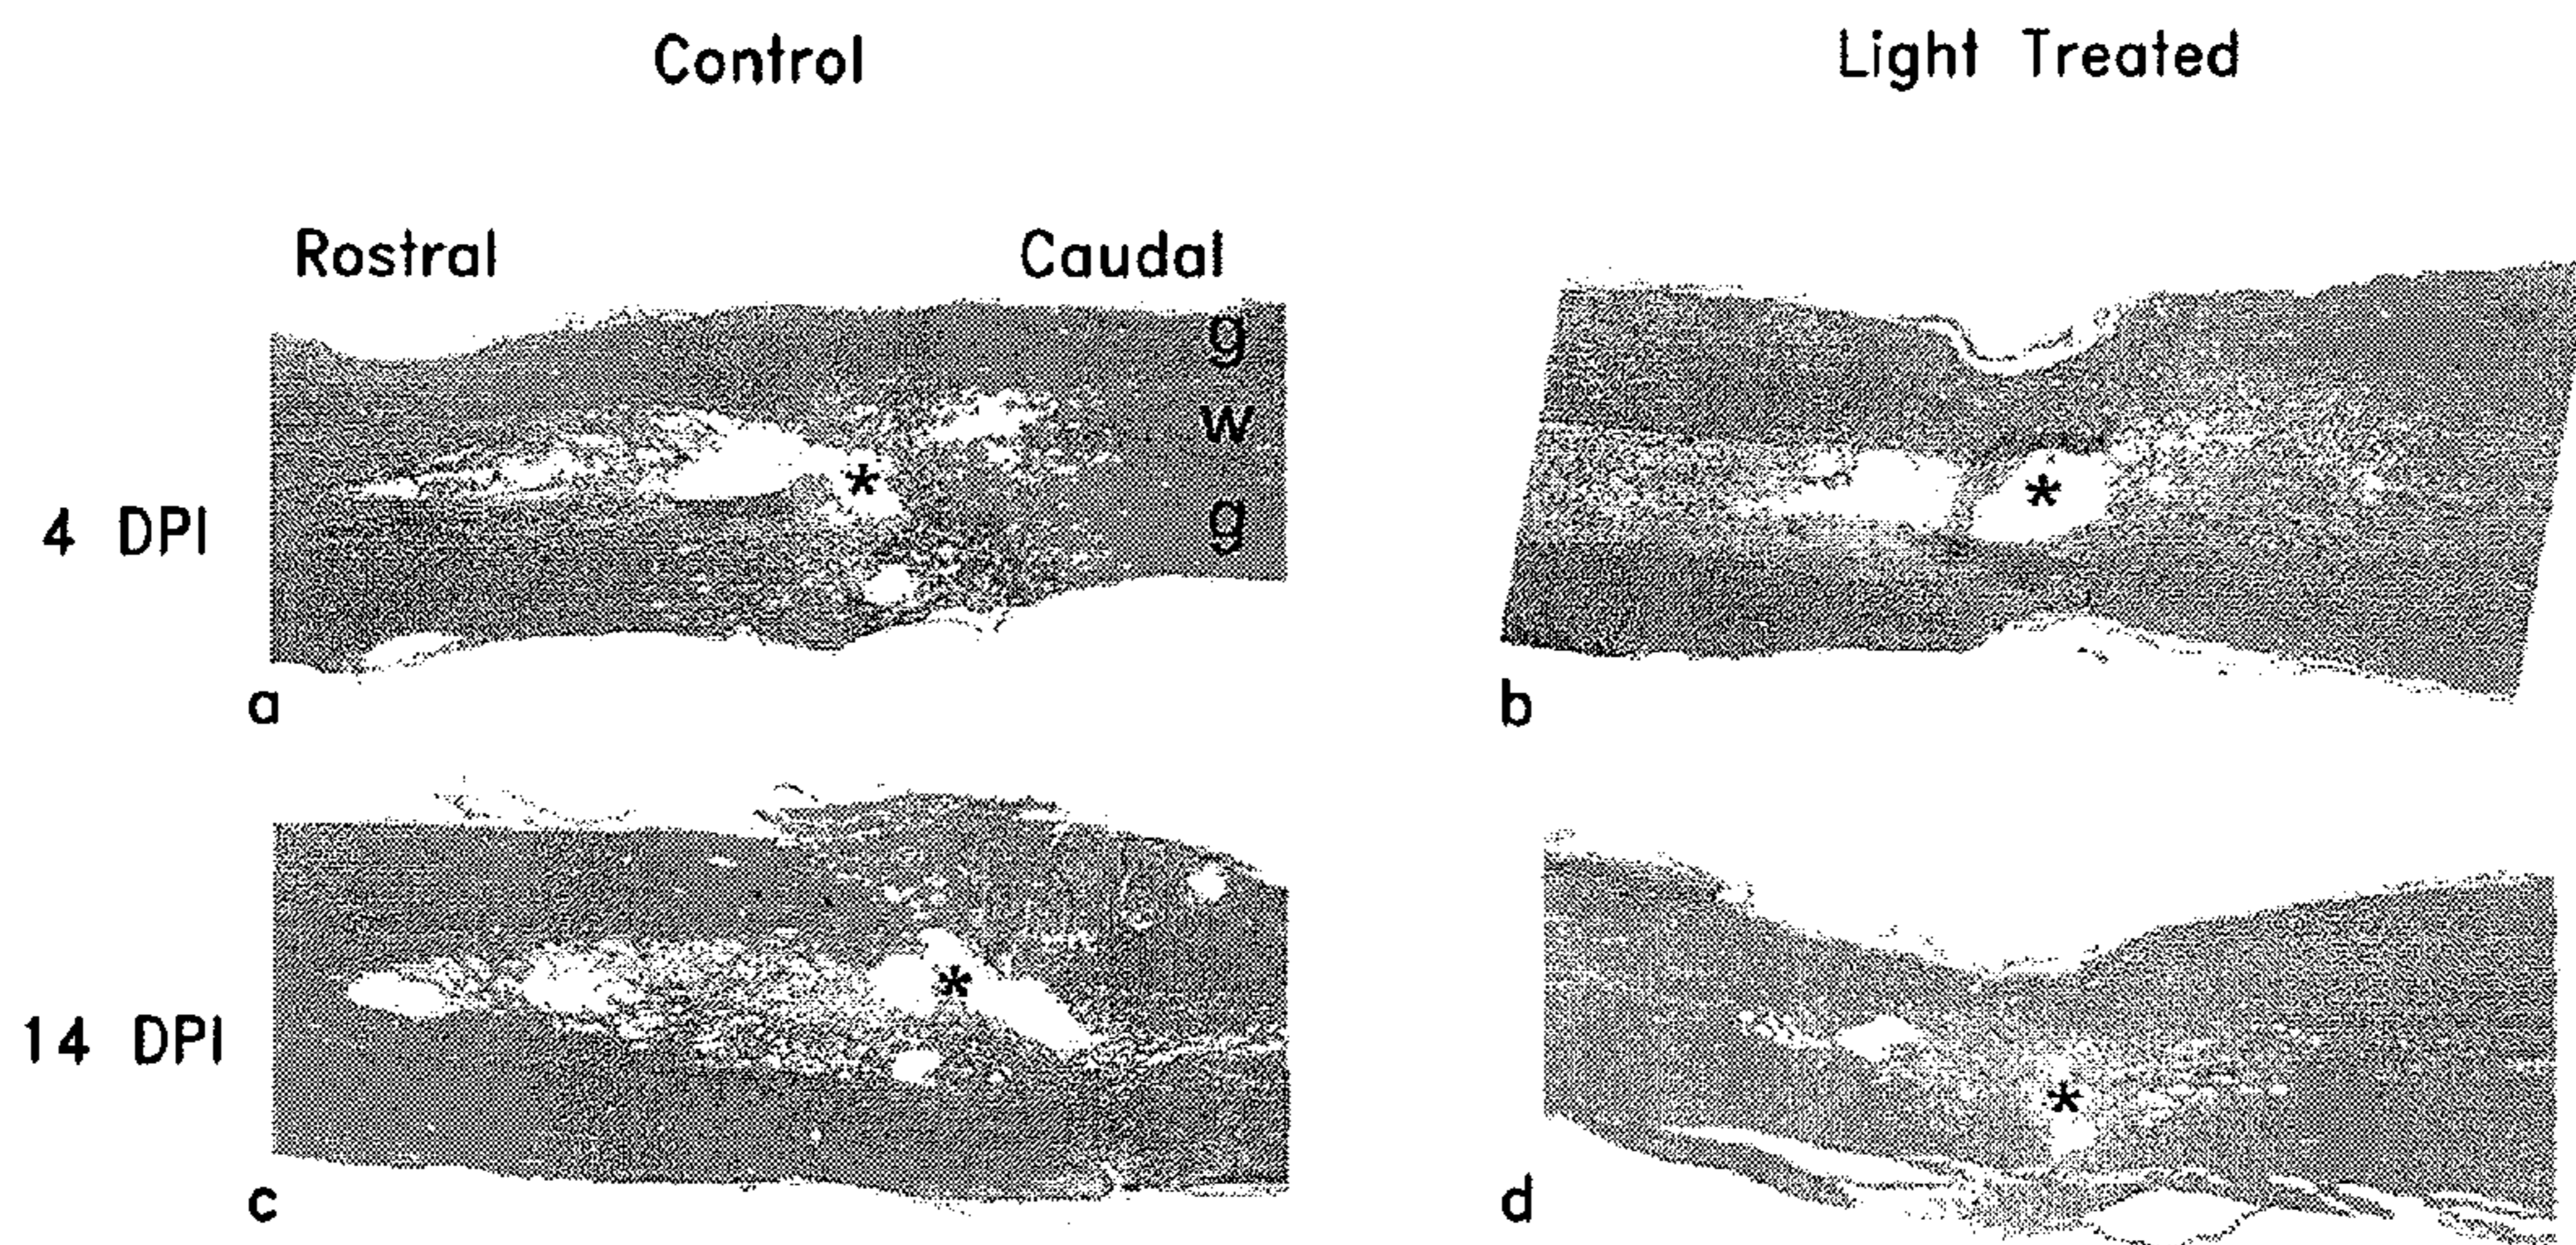 Control Light Treated
Rostral Caudal
g
w
g
4 DPI
*
*
a b
*
*
14 DPI
c d